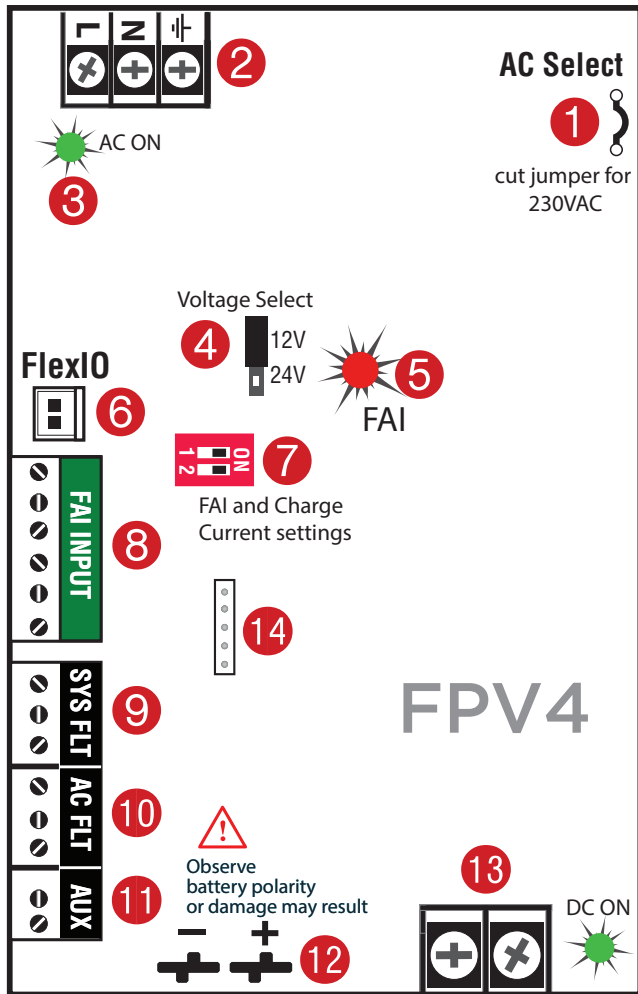 L N
2
AC Select
1
cut jumper for
230VAC
AC ON
3
Voltage Select
4
12V
24V
5
FAI
FlexIO
6
1 2 ON
7
FAI and Charge
Current settings
FAI INPUT
8
14
SYS FLT
9
FPV4
AC FLT
10
AUX
11
Observe
battery polarity
or damage may result
- +
12
13
DC ON